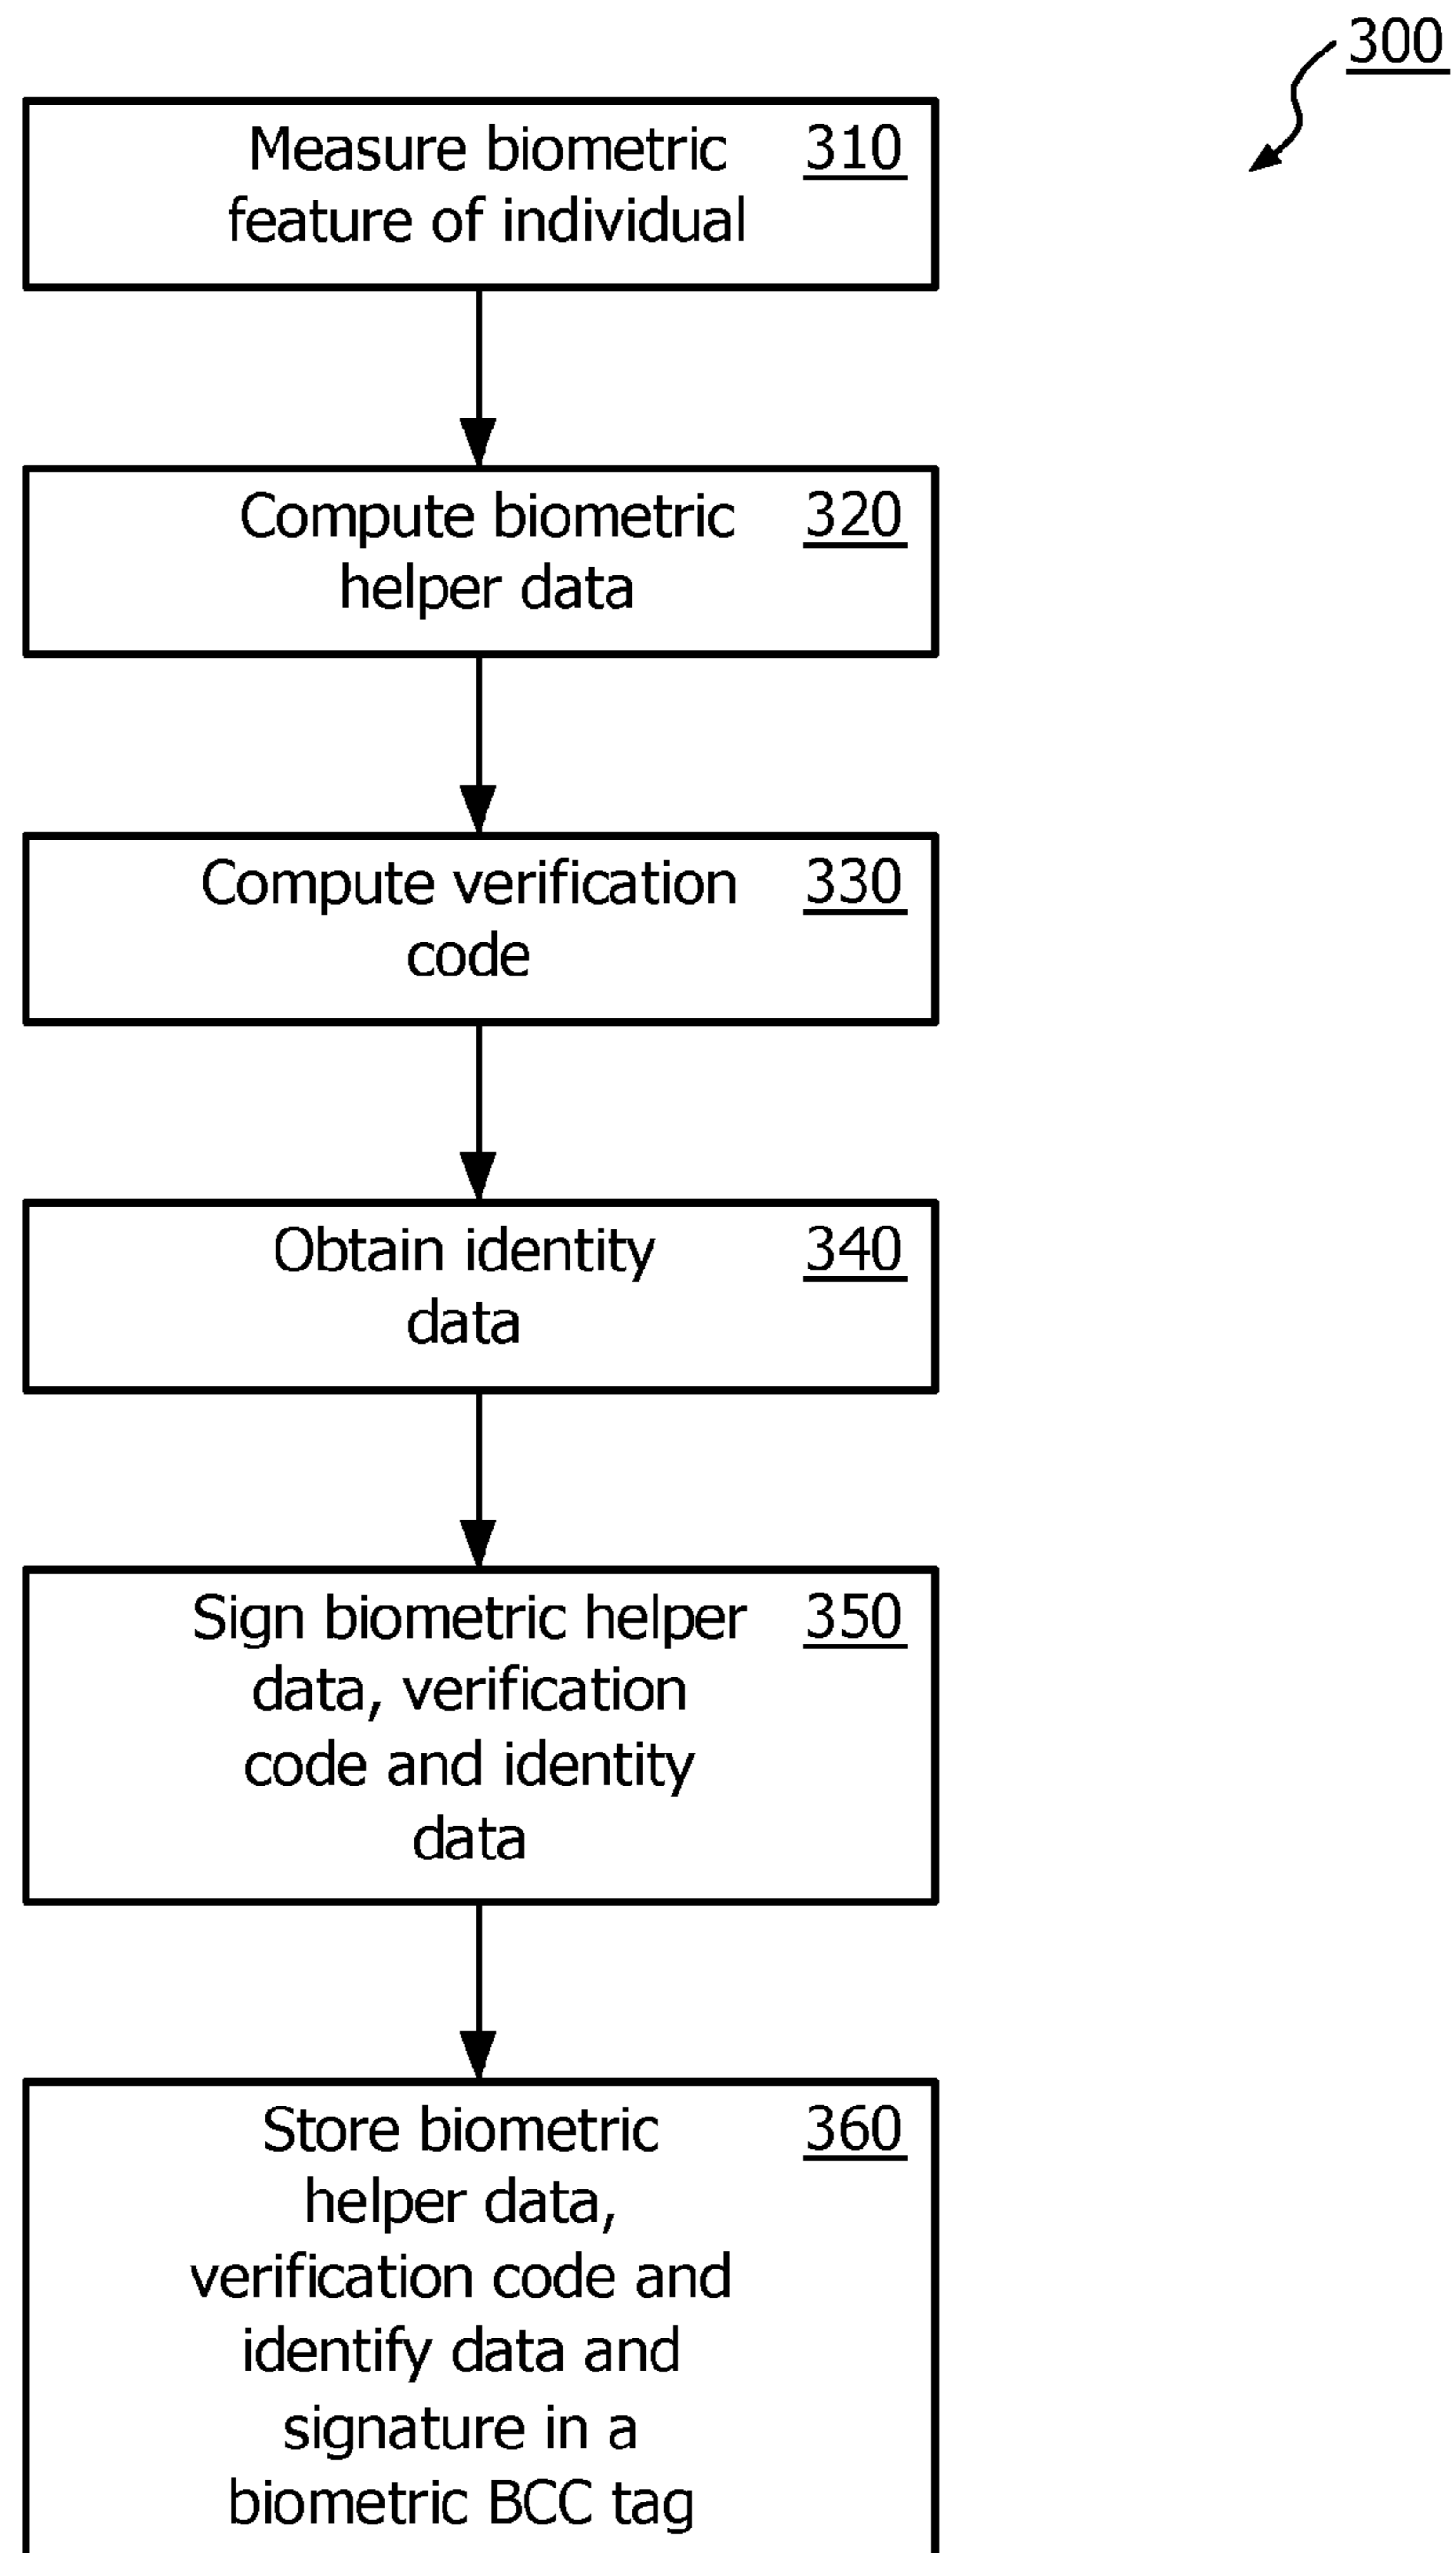 300
Measure biometric 310
feature of individual
Compute biometric 320
helper data
Compute verification 330
code
Obtain identity 340
data
Sign biometric helper 350
data, verification
code and identity
data
Store biometric 360
helper data,
verification code and
identify data and
signature in a
biometric BCC tag